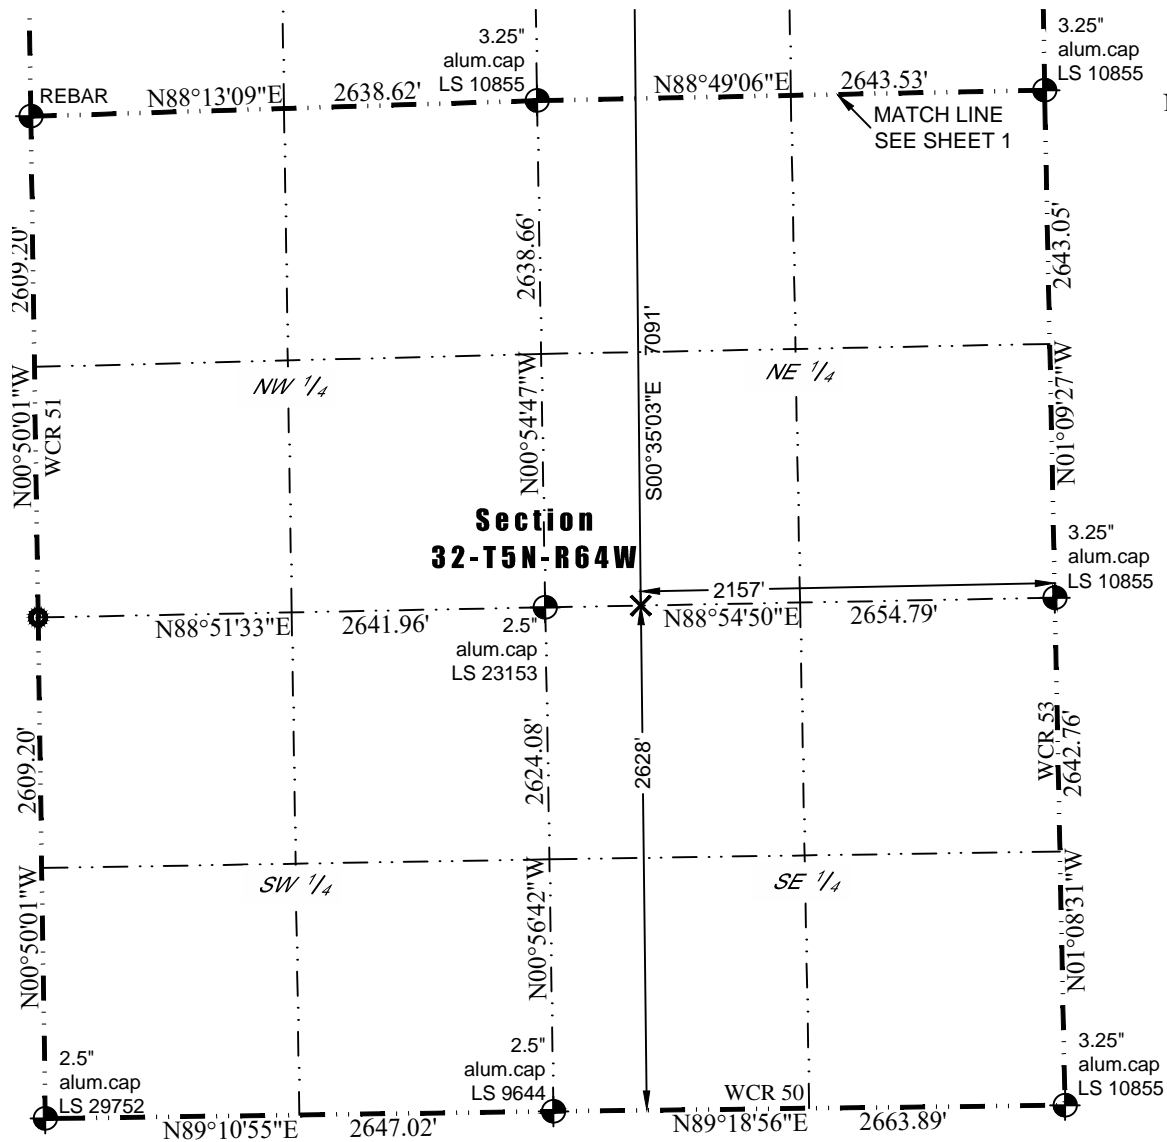 3.25"
alum.cap
LS 10855
3.25"
alum.cap
LS 10855
REBAR
N88°13'09"E
2638.62'
N88°49'06"E
2643.53'
MATCH LINE
SEE SHEET 1
2609.20'
2638.66'
7091'
2643.05'
NW 1/4
NE 1/4
N00°50'01"W
WCR 51
N00°54'47"W
S00°35'03"E
N01°09'27"W
Section
32-T5N-R64W
3.25"
alum.cap
LS 10855
2157'
N88°51'33"E
2641.96'
2.5"
alum.cap
LS 23153
N88°54'50"E
2654.79'
2609.20'
2624.08'
2628'
WCR 53
2642.76'
SW 1/4
SE 1/4
N00°50'01"W
N00°56'42"W
N01°08'31"W
2.5"
alum.cap
LS 29752
2.5"
alum.cap
LS 9644
WCR 50
3.25"
alum.cap
LS 10855
N89°10'55"E
2647.02'
N89°18'56"E
2663.89'